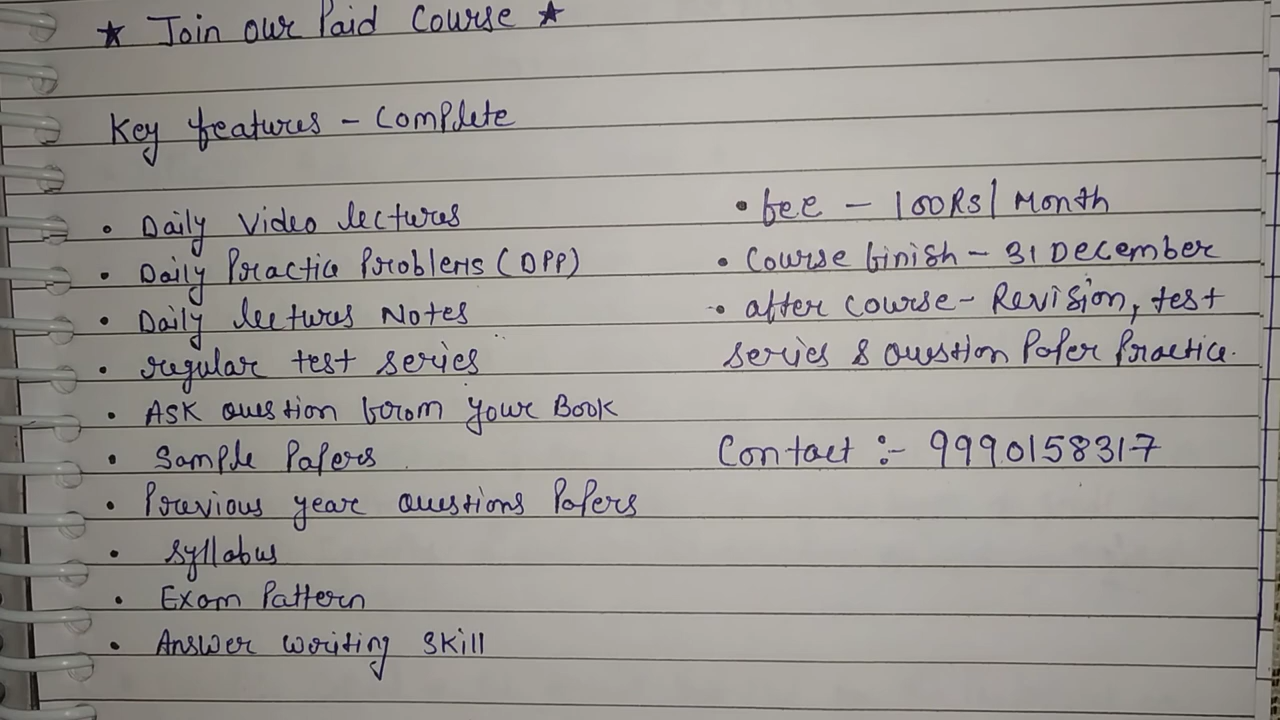 ★ Join our Paid Course ★
Key features - Complete
• Daily Video lectures
• Daily Practice Problems (DPP)
• Daily lectures Notes
• regular test series
• Ask question from your Book
• Sample Papers
• Previous year questions Papers
• Syllabus
• Exam Pattern
• Answer writing skill
• fee - 100Rs/Month
• Course finish - 31 December
• after course - Revision, test
series & question Paper Practice.
Contact :- 9990158317